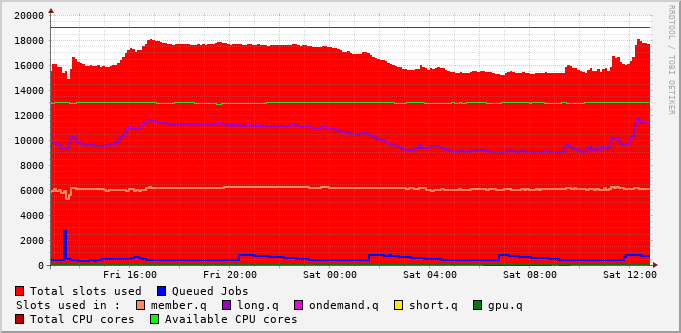 20000
18000
16000
14000
12000
10000
8000
6000
4000
2000
0
Fri 16:00 Fri 20:00 Sat 00:00 Sat 04:00 Sat 08:00 Sat 12:00
RRDTOOL / TOBI OETIKER
Total slots used Queued Jobs
Slots used in : member.q long.q ondemand.q short.q gpu.q
Total CPU cores Available CPU cores